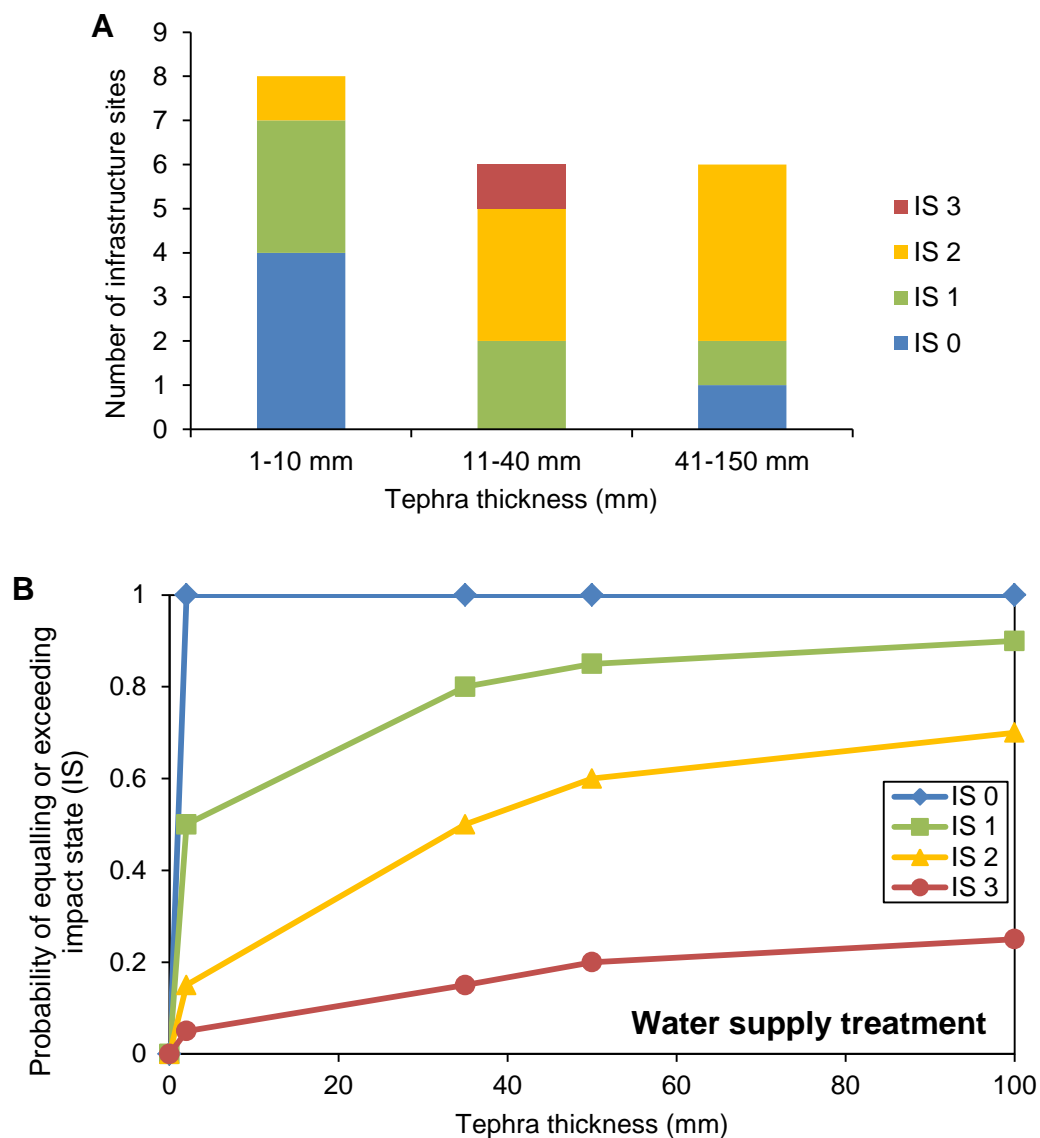 A
9
8
7
6
5
4
3
2
1
0
Number of infrastructure sites
1-10 mm
11-40 mm
41-150 mm
Tephra thickness (mm)
IS 3
IS 2
IS 1
IS 0
B
1
0.8
0.6
0.4
0.2
0
Probability of equalling or exceeding
impact state (IS)
IS 0
IS 1
IS 2
IS 3
Water supply treatment
0
20
40
60
80
100
Tephra thickness (mm)